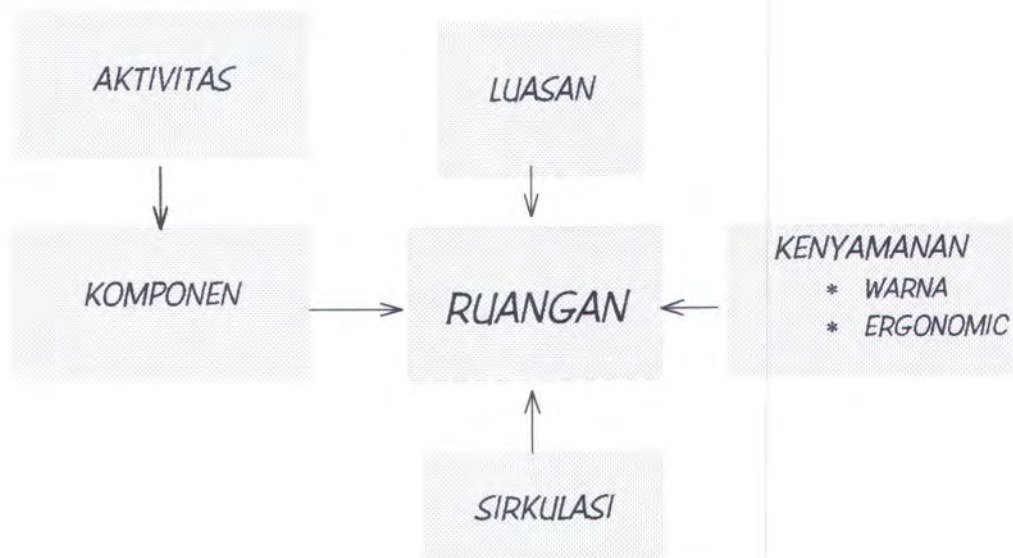 AKTIVITAS
LUASAN
KOMPONEN
RUANGAN
KENYAMANAN
* WARNA
* ERGONOMIC
SIRKULASI